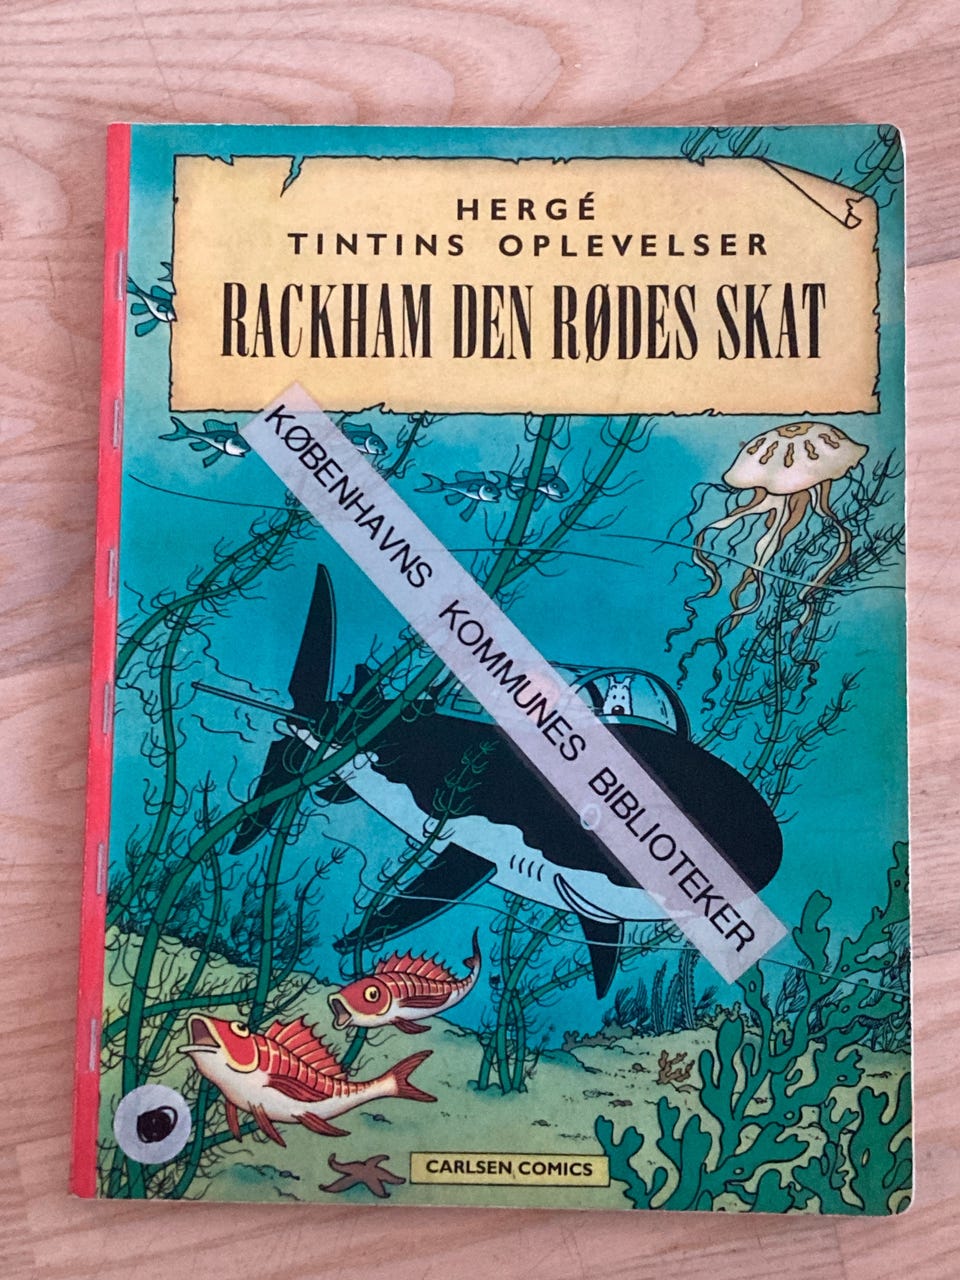 HERGÉ
TINTINS OPLEVELSER
RACKHAM DEN RØDES SKAT
KØBENHAVNS KOMMUNES BIBLIOTEKER
CARLSEN COMICS